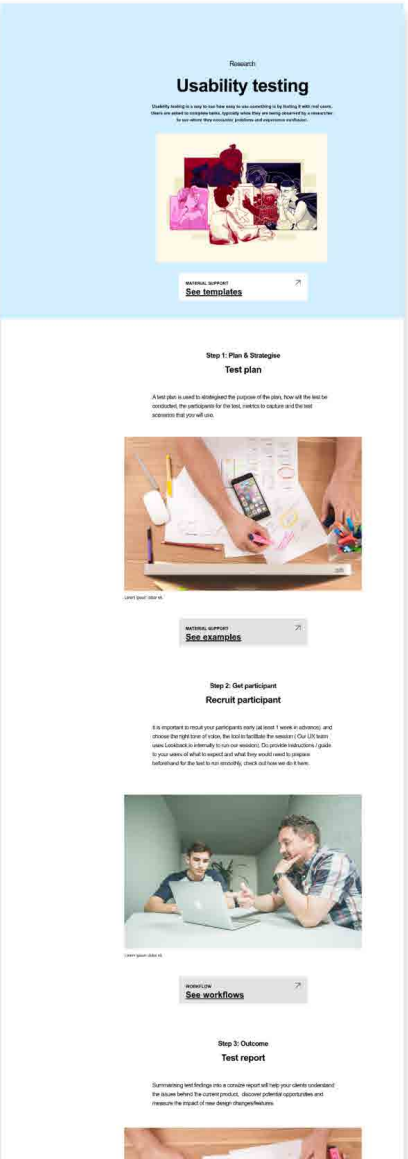 Research
Usability testing
Usability testing is a way to see how easy to use something is by testing it with real users.
Users are asked to complete tasks, typically while they are being observed by a researcher
to see where they encounter problems and experience confusion.
MATERIAL SUPPORT
See templates
Step 1: Plan & Strategise
Test plan
A test plan is used to strategised the purpose of the plan, how will the test be
conducted, the participants for the test, metrics to capture and the test
scenarios that you will use.
Lorem ipsum dolor sit.
MATERIAL SUPPORT
See examples
Step 2: Get participant
Recruit participant
It is important to recruit your participants early (at least 1 week in advance) and
choose the right tone of voice, the tool to facilitate the session ( Our UX team
uses Lookback.io internally to run our session). Do provide instructions / guide
to your users of what to expect and what they would need to prepare
beforehand for the test to run smoothly, check out how we do it here.
Lorem ipsum dolor sit.
WORKFLOW
See workflows
Step 3: Outcome
Test report
Summarising test findings into a concise report will help your clients understand
the issues behind the current product, discover potential opportunities and
measure the impact of new design changes/features.